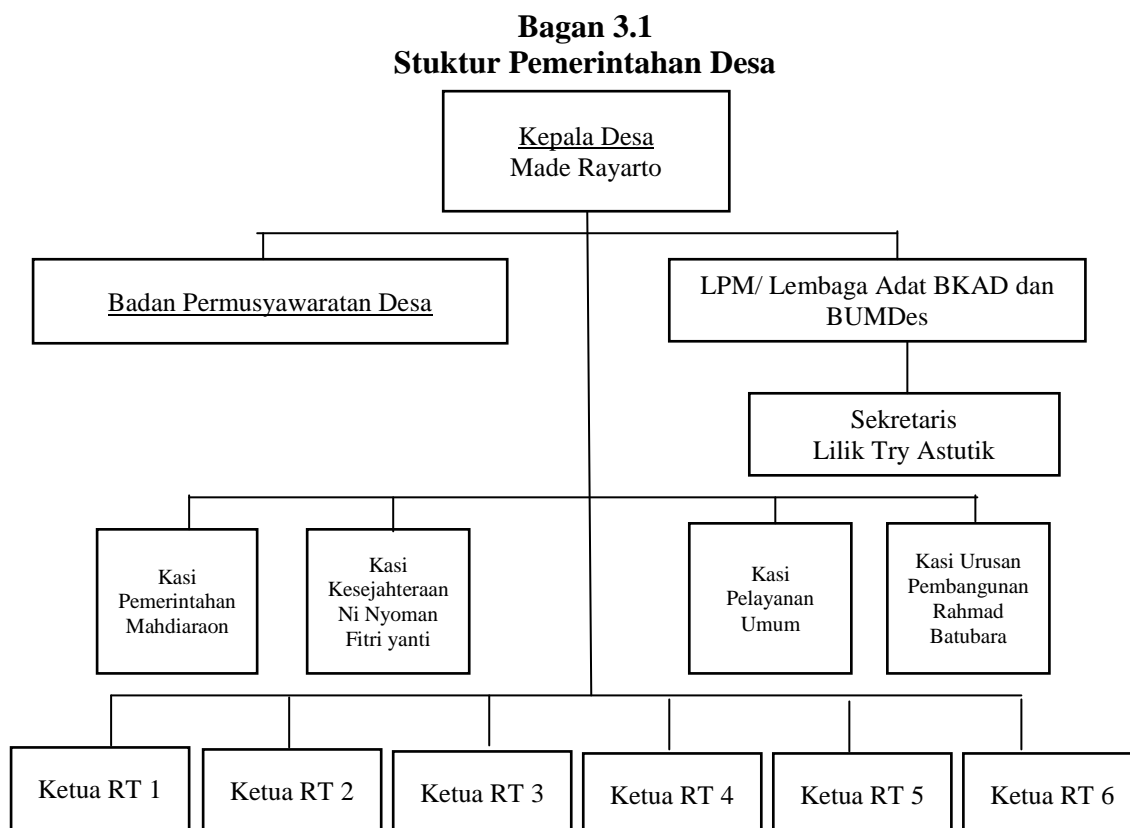 Bagan 3.1
Stuktur Pemerintahan Desa
Kepala Desa
Made Rayarto
Badan Permusyawaratan Desa
LPM/ Lembaga Adat BKAD dan
BUMDes
Sekretaris
Lilik Try Astutik
Kasi
Pemerintahan
Mahdiaraon
Kasi
Kesejahteraan
Ni Nyoman
Fitri yanti
Kasi
Pelayanan
Umum
Kasi Urusan
Pembangunan
Rahmad
Batubara
Ketua RT 1
Ketua RT 2
Ketua RT 3
Ketua RT 4
Ketua RT 5
Ketua RT 6